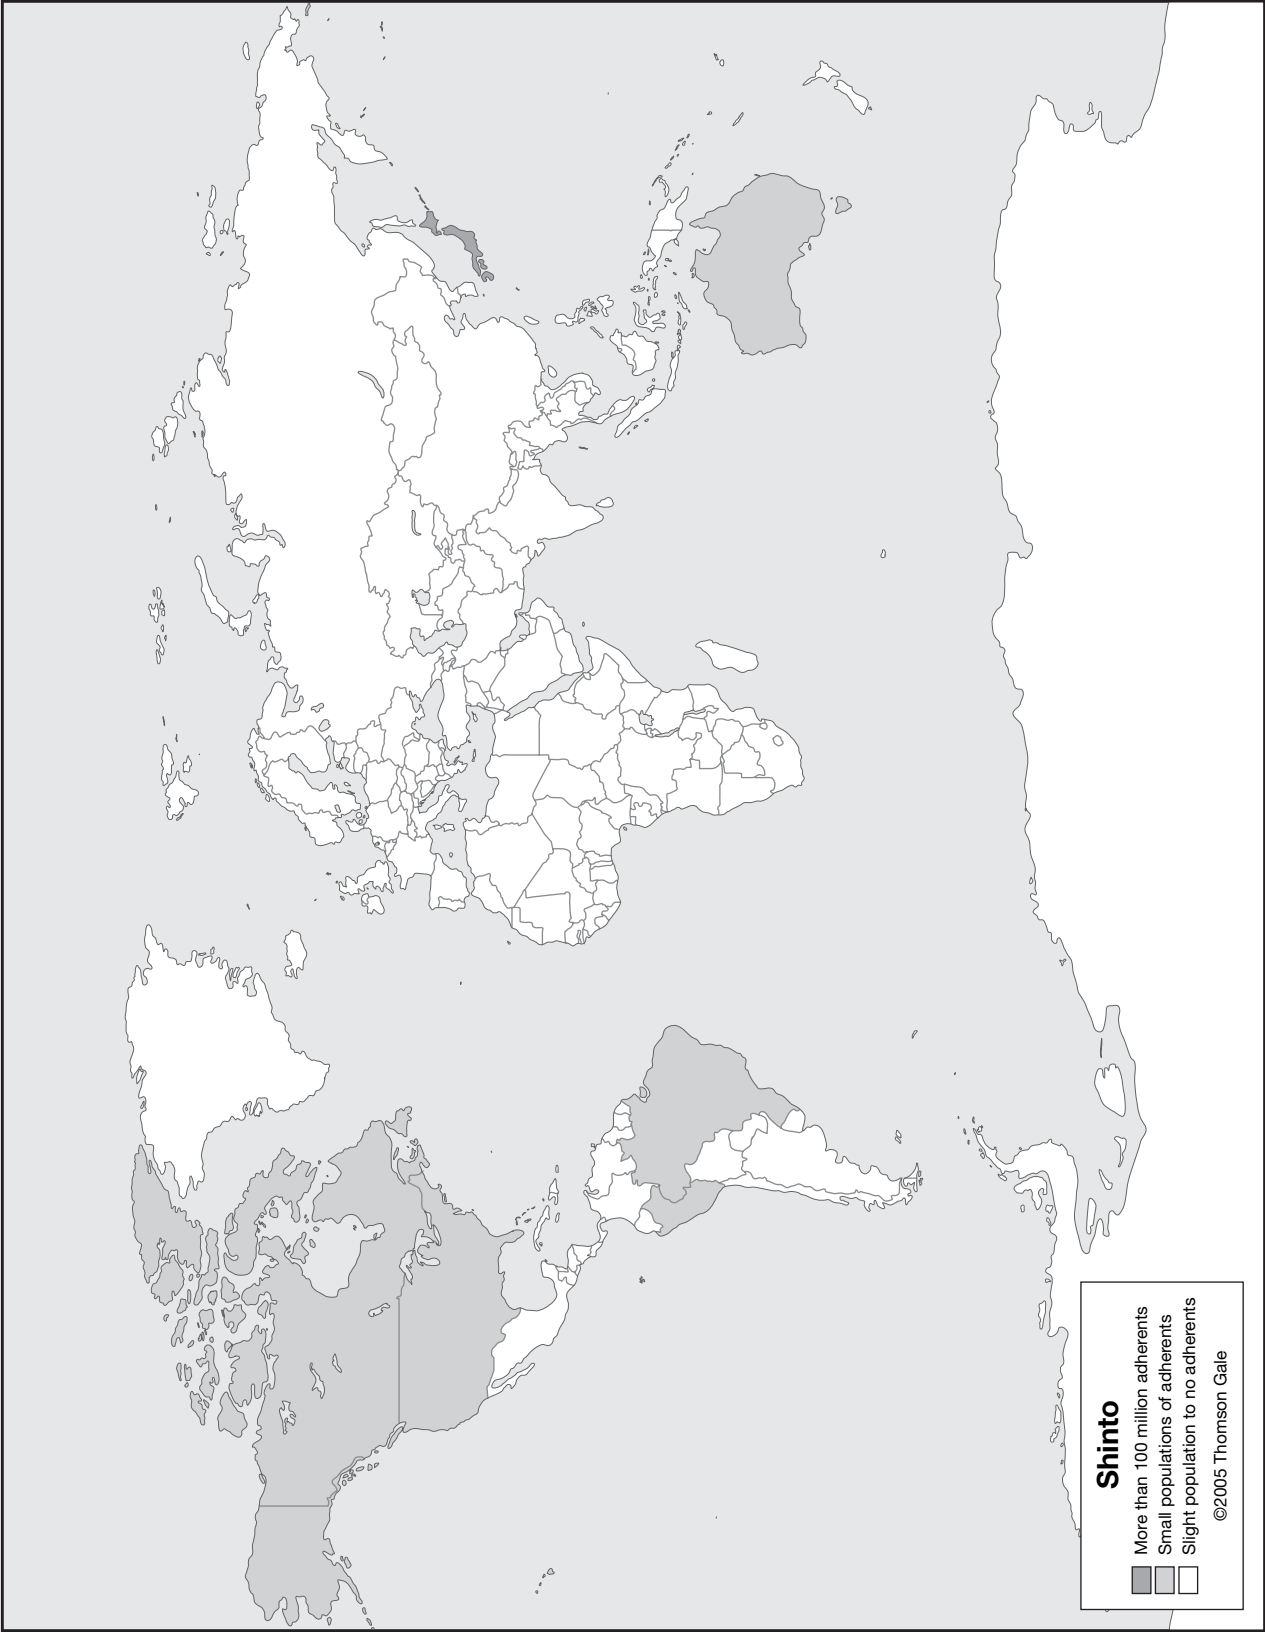 Shinto
More than 100 million adherents
Small populations of adherents
Slight population to no adherents
©2005 Thomson Gale